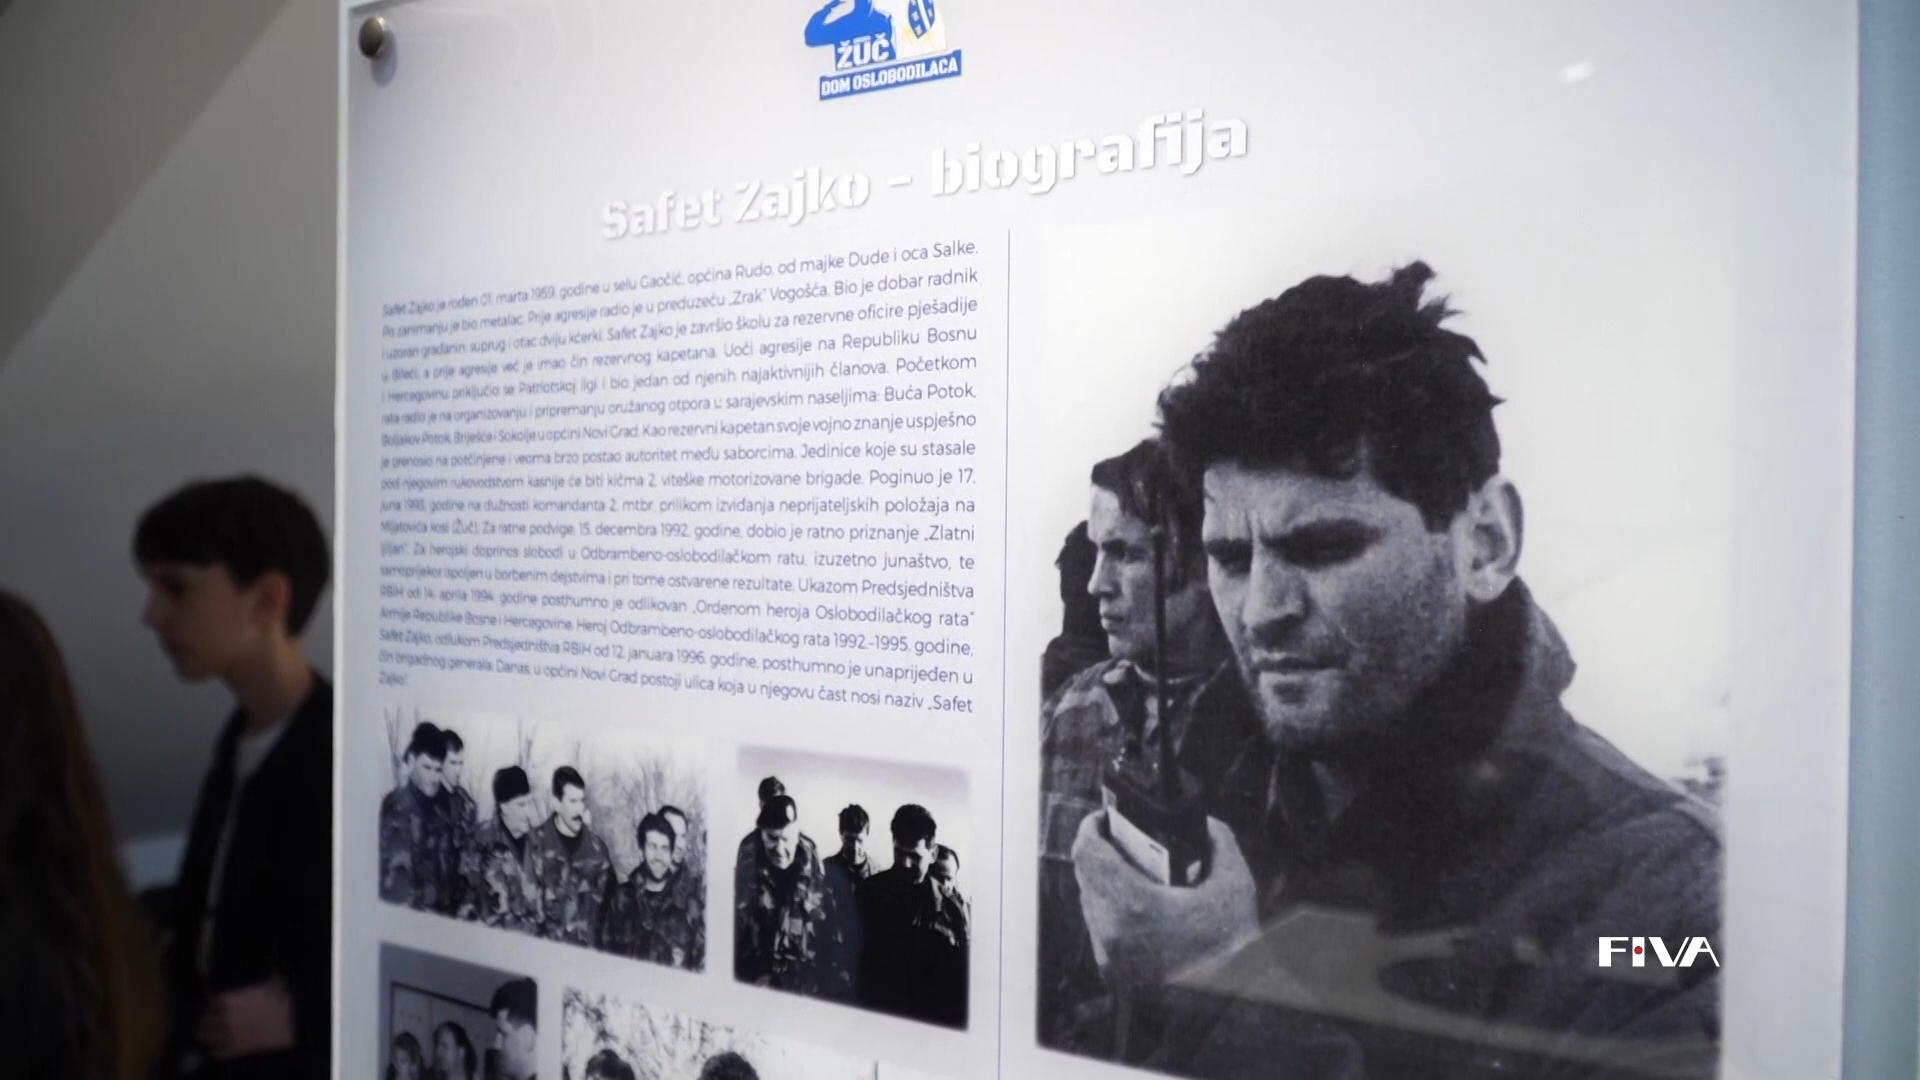 ŽUČ
DOM OSLOBODILACA
Safet Zajko - biografija
Safet Zajko je rođen 01. marta 1959. godine u selu Gaočić, općina Rudo, od majke Dude i oca Salke.
Po zanimanju je bio metalac. Prije agresije radio je u preduzeću „Zrak“ Vogošća. Bio je dobar radnik
i uzoran građanin, suprug i otac dviju kćerki. Safet Zajko je završio školu za rezervne oficire pješadije
u Bileći, a prije agresije već je imao čin rezervnog kapetana. Uoči agresije na Republiku Bosnu
i Hercegovinu priključio se Patriotskoj ligi i bio jedan od njenih najaktivnijih članova. Početkom
rata radio je na organizovanju i pripremanju oružanog otpora u sarajevskim naseljima: Buća Potok,
Boljakov Potok, Briješće i Sokolje u općini Novi Grad. Kao rezervni kapetan svoje vojno znanje uspješno
je prenosio na potčinjene i veoma brzo postao autoritet među saborcima. Jedinice koje su stasale
pod njegovim rukovodstvom kasnije će biti kičma 2. viteške motorizovane brigade. Poginuo je 17.
juna 1993. godine na dužnosti komandanta 2. mtbr. prilikom izviđanja neprijateljskih položaja na
Mijatovića kosi (Žuč). Za ratne podvige, 15. decembra 1992. godine, dobio je ratno priznanje „Zlatni
ljiljan“. Za herojski doprinos slobodi u Odbrambeno-oslobodilačkom ratu, izuzetno junaštvo, te
samoprijekor ispoljen u borbenim dejstvima i pri tome ostvarene rezultate, Ukazom Predsjedništva
RBiH od 14. aprila 1994. godine posthumno je odlikovan „Ordenom heroja Oslobodilačkog rata“
Armije Republike Bosne i Hercegovine. Heroj Odbrambeno-oslobodilačkog rata 1992.-1995. godine,
Safet Zajko, odlukom Predsjedništva RBiH od 12. januara 1996. godine, posthumno je unaprijeđen u
čin brigadnog generala. Danas, u općini Novi Grad postoji ulica koja u njegovu čast nosi naziv „Safet
Zajko“.
FIVA